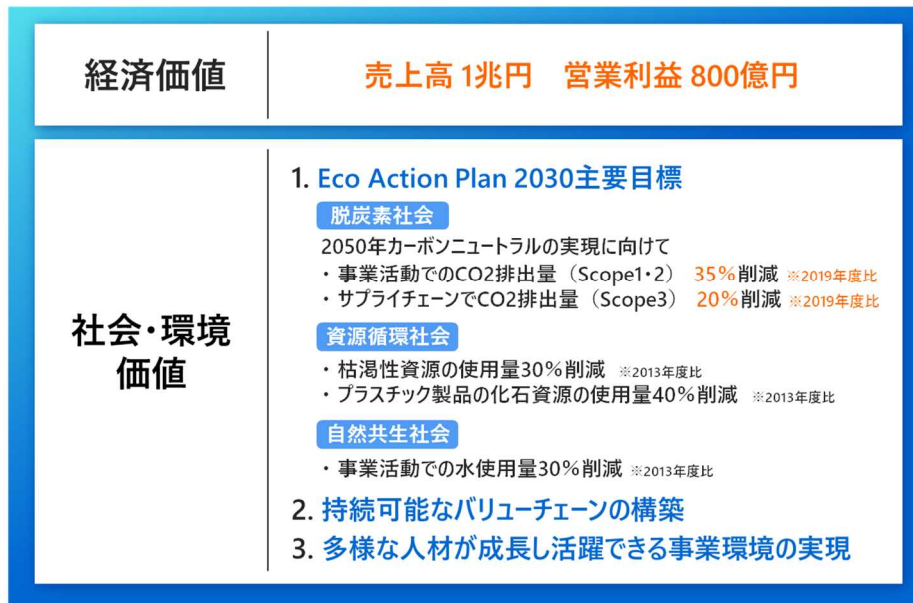 経済価値
売上高 1兆円　営業利益 800億円
社会・環境
価値
1. Eco Action Plan 2030主要目標
脱炭素社会
2050年カーボンニュートラルの実現に向けて
・事業活動でのCO2排出量（Scope1・2）　35%削減 ※2019年度比
・サプライチェーンでCO2排出量（Scope3）　20%削減 ※2019年度比
資源循環社会
・枯渇性資源の使用量30%削減　※2013年度比
・プラスチック製品の化石資源の使用量40%削減　※2013年度比
自然共生社会
・事業活動での水使用量30%削減 ※2013年度比
2. 持続可能なバリューチェーンの構築
3. 多様な人材が成長し活躍できる事業環境の実現